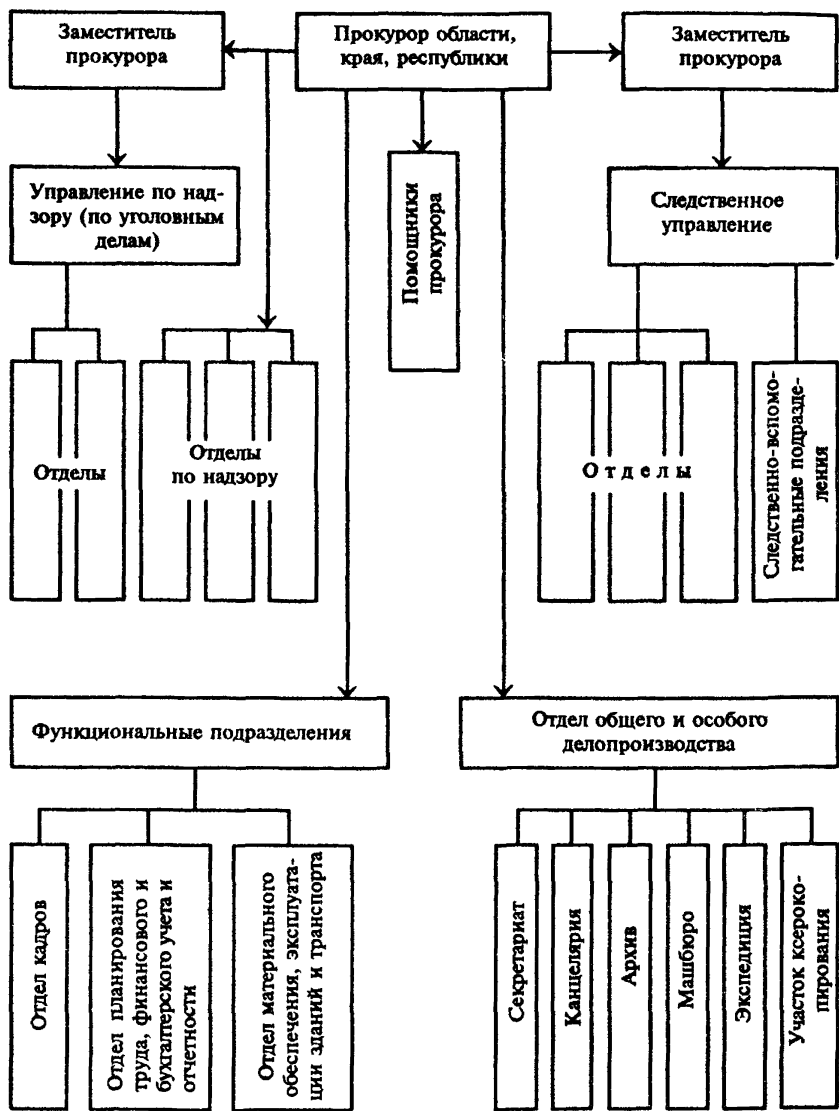 Заместитель
прокурора
Прокурор области,
края, республики
Заместитель
прокурора
Управление по над-
зору (по уголовным
делам)
Помощники
прокурора
Следственное
управление
Отделы
Отделы
по надзору
Отделы
Следственно-вспомо-
гательные подразде-
ления
Функциональные подразделения
Отдел общего и особого
делопроизводства
Отдел кадров
Отдел планирования
труда, финансового и
бухгалтерского учета и
отчетности
Отдел материального
обеспечения, эксплуата-
ции зданий и транспорта
Секретариат
Канцелярия
Архив
Машбюро
Экспедиция
Участок ксероко-
пирования